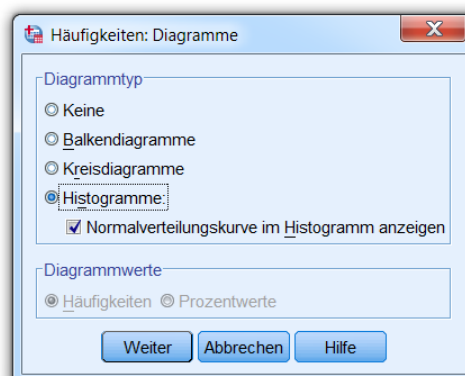 Häufigkeiten: Diagramme
Diagrammtyp
Keine
Balkendiagramme
Kreisdiagramme
Histogramme:
Normalverteilungskurve im Histogramm anzeigen
Diagrammwerte
Häufigkeiten Prozentwerte
Weiter Abbrechen Hilfe